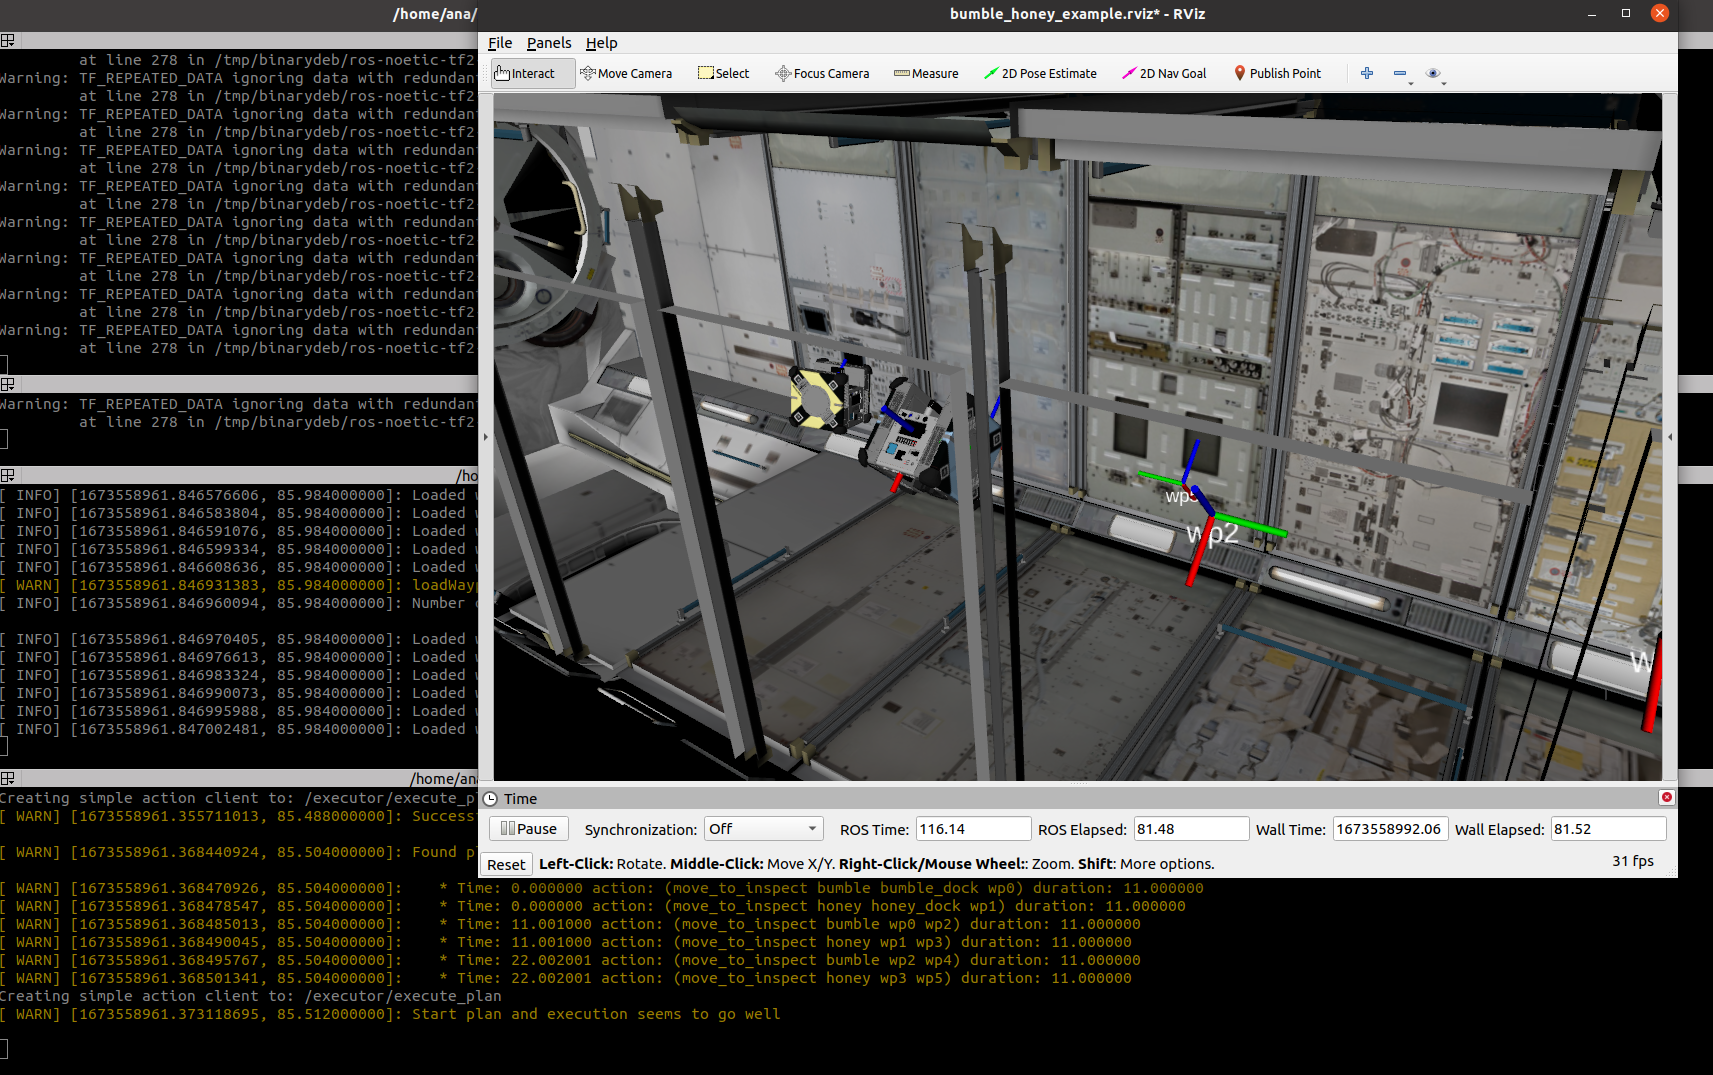 /home/ana/
at line 278 in /tmp/binarydeb/ros-noetic-tf2
Warning: TF_REPEATED_DATA ignoring data with redundant
at line 278 in /tmp/binarydeb/ros-noetic-tf2
Warning: TF_REPEATED_DATA ignoring data with redundant
at line 278 in /tmp/binarydeb/ros-noetic-tf2
Warning: TF_REPEATED_DATA ignoring data with redundant
at line 278 in /tmp/binarydeb/ros-noetic-tf2
Warning: TF_REPEATED_DATA ignoring data with redundant
at line 278 in /tmp/binarydeb/ros-noetic-tf2
Warning: TF_REPEATED_DATA ignoring data with redundant
at line 278 in /tmp/binarydeb/ros-noetic-tf2
Warning: TF_REPEATED_DATA ignoring data with redundant
at line 278 in /tmp/binarydeb/ros-noetic-tf2
Warning: TF_REPEATED_DATA ignoring data with redundant
at line 278 in /tmp/binarydeb/ros-noetic-tf2
Warning: TF_REPEATED_DATA ignoring data with redundant
at line 278 in /tmp/binarydeb/ros-noetic-tf2
Warning: TF_REPEATED_DATA ignoring data with redundant
at line 278 in /tmp/binarydeb/ros-noetic-tf2
/ho
[ INFO] [1673558961.846576606, 85.984000000]: Loaded w
[ INFO] [1673558961.846583804, 85.984000000]: Loaded w
[ INFO] [1673558961.846591076, 85.984000000]: Loaded w
[ INFO] [1673558961.846599334, 85.984000000]: Loaded w
[ INFO] [1673558961.846608636, 85.984000000]: Loaded w
[ WARN] [1673558961.846931383, 85.984000000]: loadWayp
[ INFO] [1673558961.846960094, 85.984000000]: Number
[ INFO] [1673558961.846970405, 85.984000000]: Loaded w
[ INFO] [1673558961.846976613, 85.984000000]: Loaded w
[ INFO] [1673558961.846983324, 85.984000000]: Loaded w
[ INFO] [1673558961.846990073, 85.984000000]: Loaded w
[ INFO] [1673558961.846995988, 85.984000000]: Loaded w
[ INFO] [1673558961.847002481, 85.984000000]: Loaded w
/home/ana
Creating simple action client to: /executor/execute_p
[ WARN] [1673558961.355711013, 85.488000000]: Success
[ WARN] [1673558961.368440924, 85.504000000]: Found p
[ WARN] [1673558961.368470926, 85.504000000]: * Time: 0.000000 action: (move_to_inspect bumble bumble_dock wp0) duration: 11.000000
[ WARN] [1673558961.368478547, 85.504000000]: * Time: 0.000000 action: (move_to_inspect honey honey_dock wp1) duration: 11.000000
[ WARN] [1673558961.368485013, 85.504000000]: * Time: 11.001000 action: (move_to_inspect bumble wp0 wp2) duration: 11.000000
[ WARN] [1673558961.368490045, 85.504000000]: * Time: 11.001000 action: (move_to_inspect honey wp1 wp3) duration: 11.000000
[ WARN] [1673558961.368495767, 85.504000000]: * Time: 22.002001 action: (move_to_inspect bumble wp2 wp4) duration: 11.000000
[ WARN] [1673558961.368501341, 85.504000000]: * Time: 22.002001 action: (move_to_inspect honey wp3 wp5) duration: 11.000000
Creating simple action client to: /executor/execute_plan
[ WARN] [1673558961.373118695, 85.512000000]: Start plan and execution seems to go well
bumble_honey_example.rviz* - RViz
File Panels Help
Interact Move Camera Select Focus Camera Measure 2D Pose Estimate 2D Nav Goal Publish Point
wp5
wp2
W
Time
Pause Synchronization: Off ROS Time: 116.14 ROS Elapsed: 81.48 Wall Time: 1673558992.06 Wall Elapsed: 81.52
Reset Left-Click: Rotate. Middle-Click: Move X/Y. Right-Click/Mouse Wheel:: Zoom. Shift: More options. 31 fps